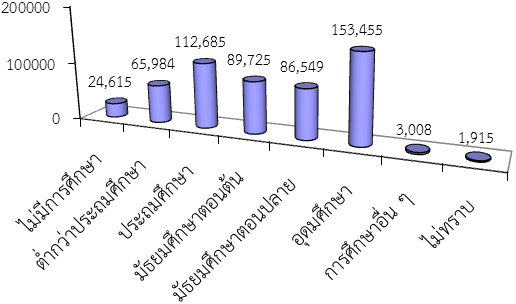 200000
100000
0
24,615
65,984
112,685
89,725
86,549
153,455
3,008
1,915
ไม่มีการศึกษา
ต่ำกว่าประถมศึกษา
ประถมศึกษา
มัธยมศึกษาตอนต้น
มัธยมศึกษาตอนปลาย
อุดมศึกษา
การศึกษาอื่น ๆ
ไม่ทราบ